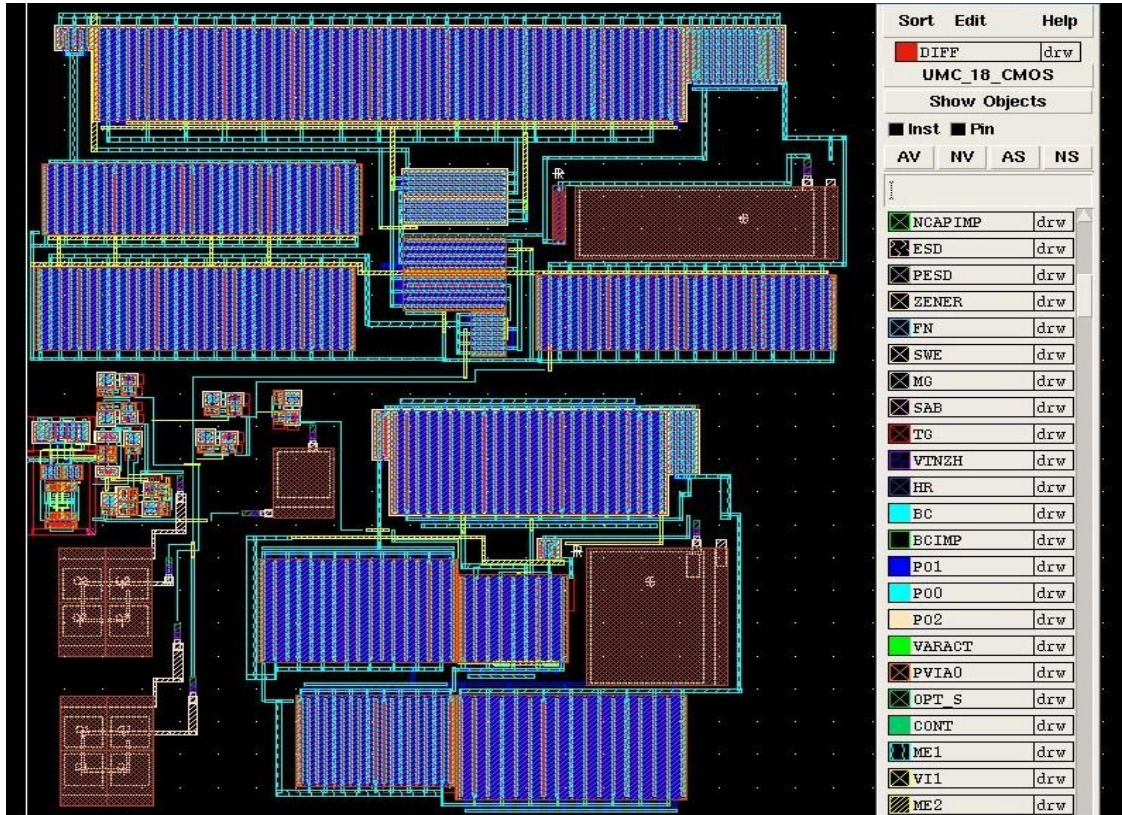 Sort Edit Help
DIFF drw
UMC_18_CMOS
Show Objects
Inst Pin
AV NV AS NS
NCAPIMP drw
ESD drw
PESD drw
ZENER drw
FN drw
SWE drw
MG drw
SAB drw
TG drw
VTNZH drw
HR drw
BC drw
BCIMP drw
PO1 drw
PO0 drw
PO2 drw
VARACT drw
PVIA0 drw
OPT_S drw
CONT drw
ME1 drw
VI1 drw
ME2 drw